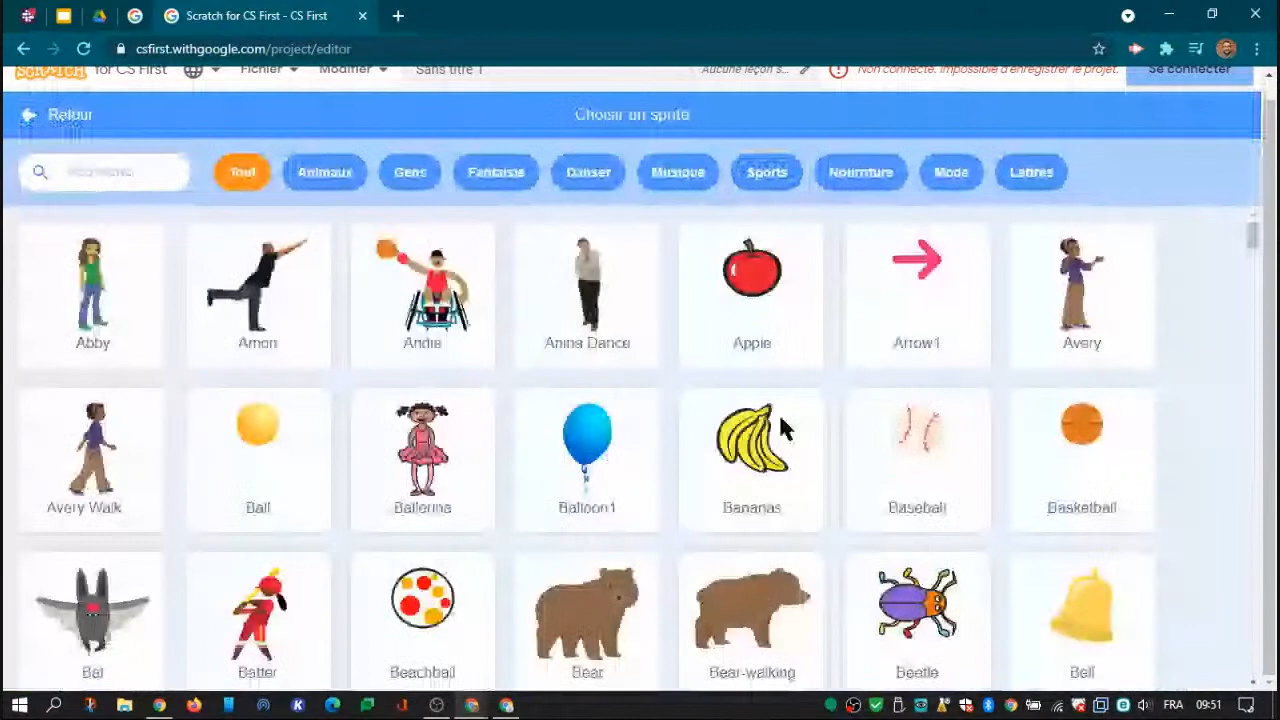 Scratch for CS First - CS First
csfirst.withgoogle.com/project/editor
SCRATCH for CS First Fichier Modifier Sans titre 1 Aucune leçon s... Non connecté. Impossible d'enregistrer le projet. Se connecter
Retour Choisir un sprite
Tout Animaux Gens Fantaisie Danser Musique Sports Nourriture Mode Lettres
Abby Amon Andie Anina Dance Apple Arrow1 Avery
Avery Walk Ball Ballerina Balloon1 Bananas Baseball Basketball
Bat Batter Beachball Bear Bear-walking Beetle Bell
FRA 09:51